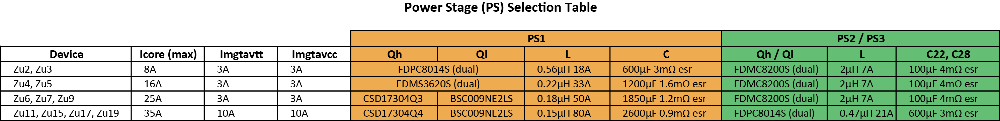 Power Stage (PS) Selection Table
PS1 PS2 / PS3
Device Icore (max) Imgtavtt Imgtavcc Qh Ql L C Qh / Ql L C22, C28
Zu2, Zu3 8A 3A 3A FDPC8014S (dual) 0.56µH 18A 600µF 3mΩ esr FDMC8200S (dual) 2µH 7A 100µF 4mΩ esr
Zu4, Zu5 16A 3A 3A FDMS3620S (dual) 0.22µH 33A 1200µF 1.6mΩ esr FDMC8200S (dual) 2µH 7A 100µF 4mΩ esr
Zu6, Zu7, Zu9 25A 3A 3A CSD17304Q3 BSC009NE2LS 0.18µH 50A 1850µF 1.2mΩ esr FDMC8200S (dual) 2µH 7A 100µF 4mΩ esr
Zu11, Zu15, Zu17, Zu19 35A 10A 10A CSD17304Q4 BSC009NE2LS 0.15µH 80A 2600µF 0.9mΩ esr FDPC8014S (dual) 0.47µH 21A 600µF 3mΩ esr